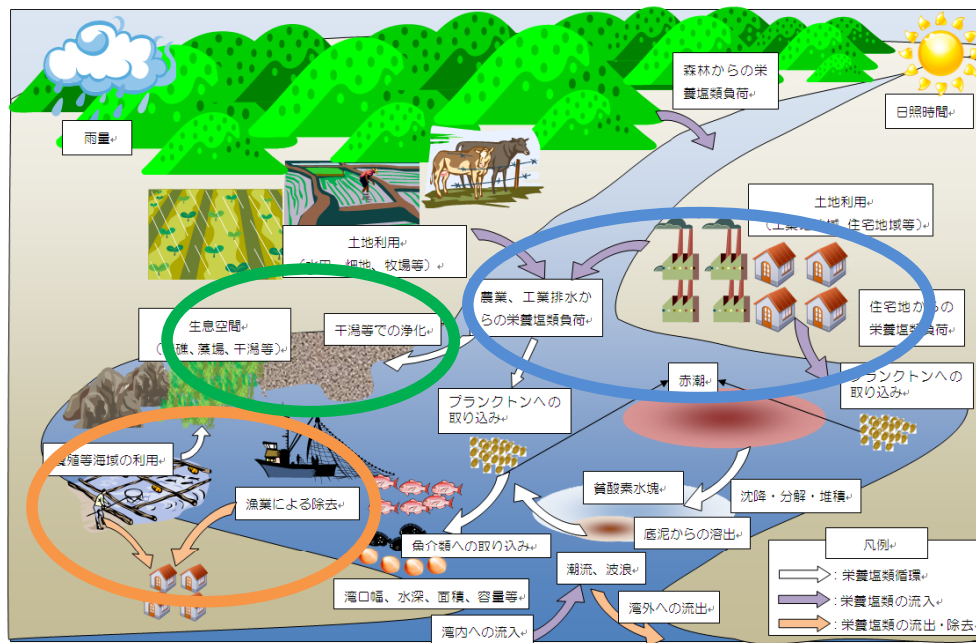 森林からの栄
養塩類負荷
日照時間
雨量
土地利用
土地利用
(水田、畑地、牧場等)
農業、工業排水か
らの栄養塩類負荷
住宅地からの
栄養塩類負荷
生息空間
礁、藻場、干潟等)
干潟等での浄化
赤潮
プランクトンへの
取り込み
プランクトンへの
取り込み
殖等海域の利用
漁業による除去
貧酸素水塊
沈降・分解・堆積
底泥からの溶出
魚介類への取り込み
潮流、波浪
湾口幅、水深、面積、容量等
湾内への流入
湾外への流出
凡例
:栄養塩類循環
:栄養塩類の流入
:栄養塩類の流出・除去